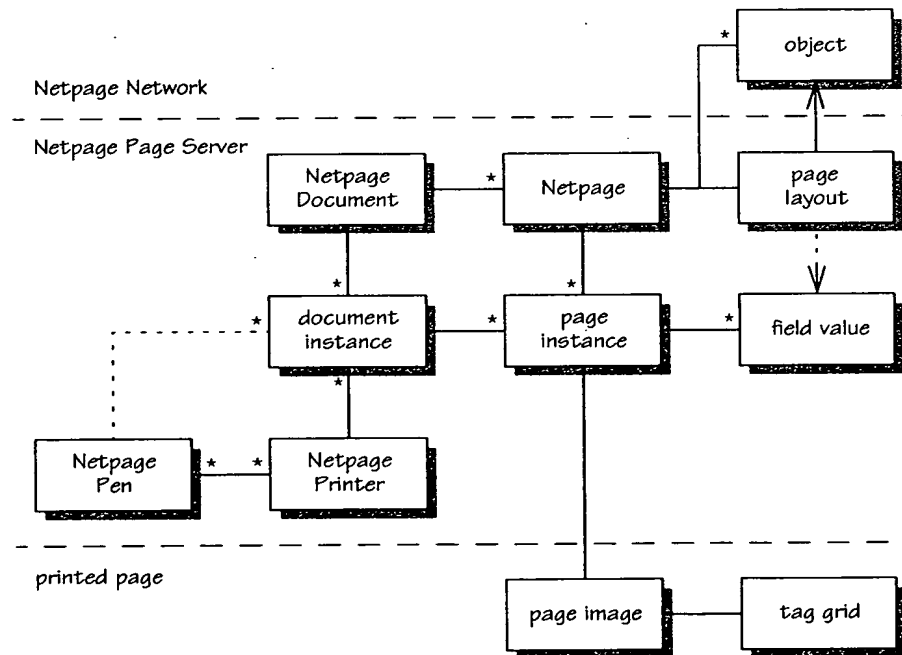 *
object
Netpage Network
Netpage Page Server
Netpage
Document
*
Netpage
page
layout
*
*
*
document
instance
*
page
instance
*
field value
*
Netpage
Pen
*
*
Netpage
Printer
printed page
page image
tag grid